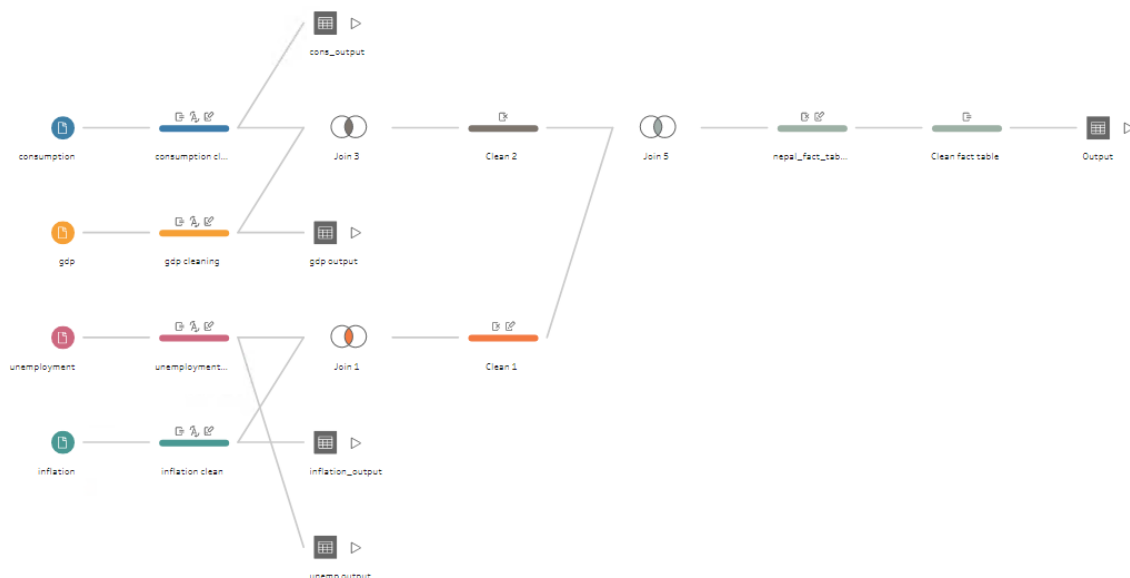 cons_output
consumption
consumption cl...
Join 3
Clean 2
Join 5
nepal_fact_tab...
Clean fact table
Output
gdp
gdp cleaning
gdp output
unemployment
unemployment...
Join 1
Clean 1
inflation
inflation clean
inflation_output
unemp output